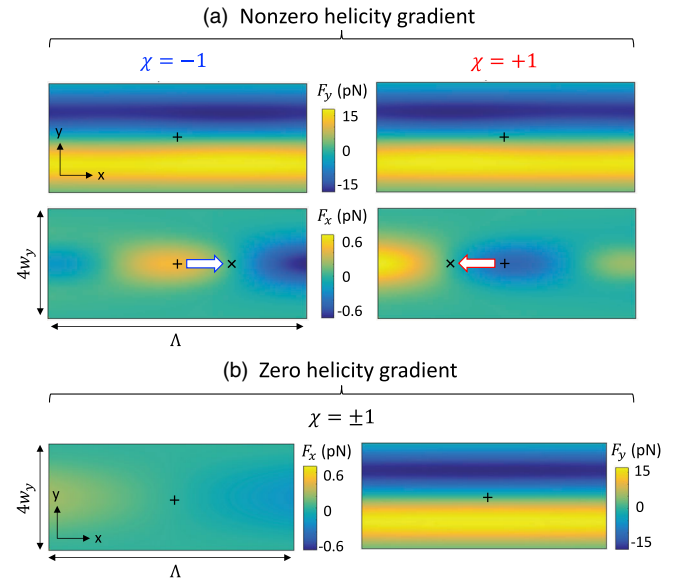 (a) Nonzero helicity gradient
χ = −1
χ = +1
F_y (pN)
15
0
-15
y
x
+
+
4w_y
F_x (pN)
0.6
0
-0.6
+
×
×
+
Λ
(b) Zero helicity gradient
χ = ±1
4w_y
y
x
+
F_x (pN)
0.6
0
-0.6
+
F_y (pN)
15
0
-15
Λ